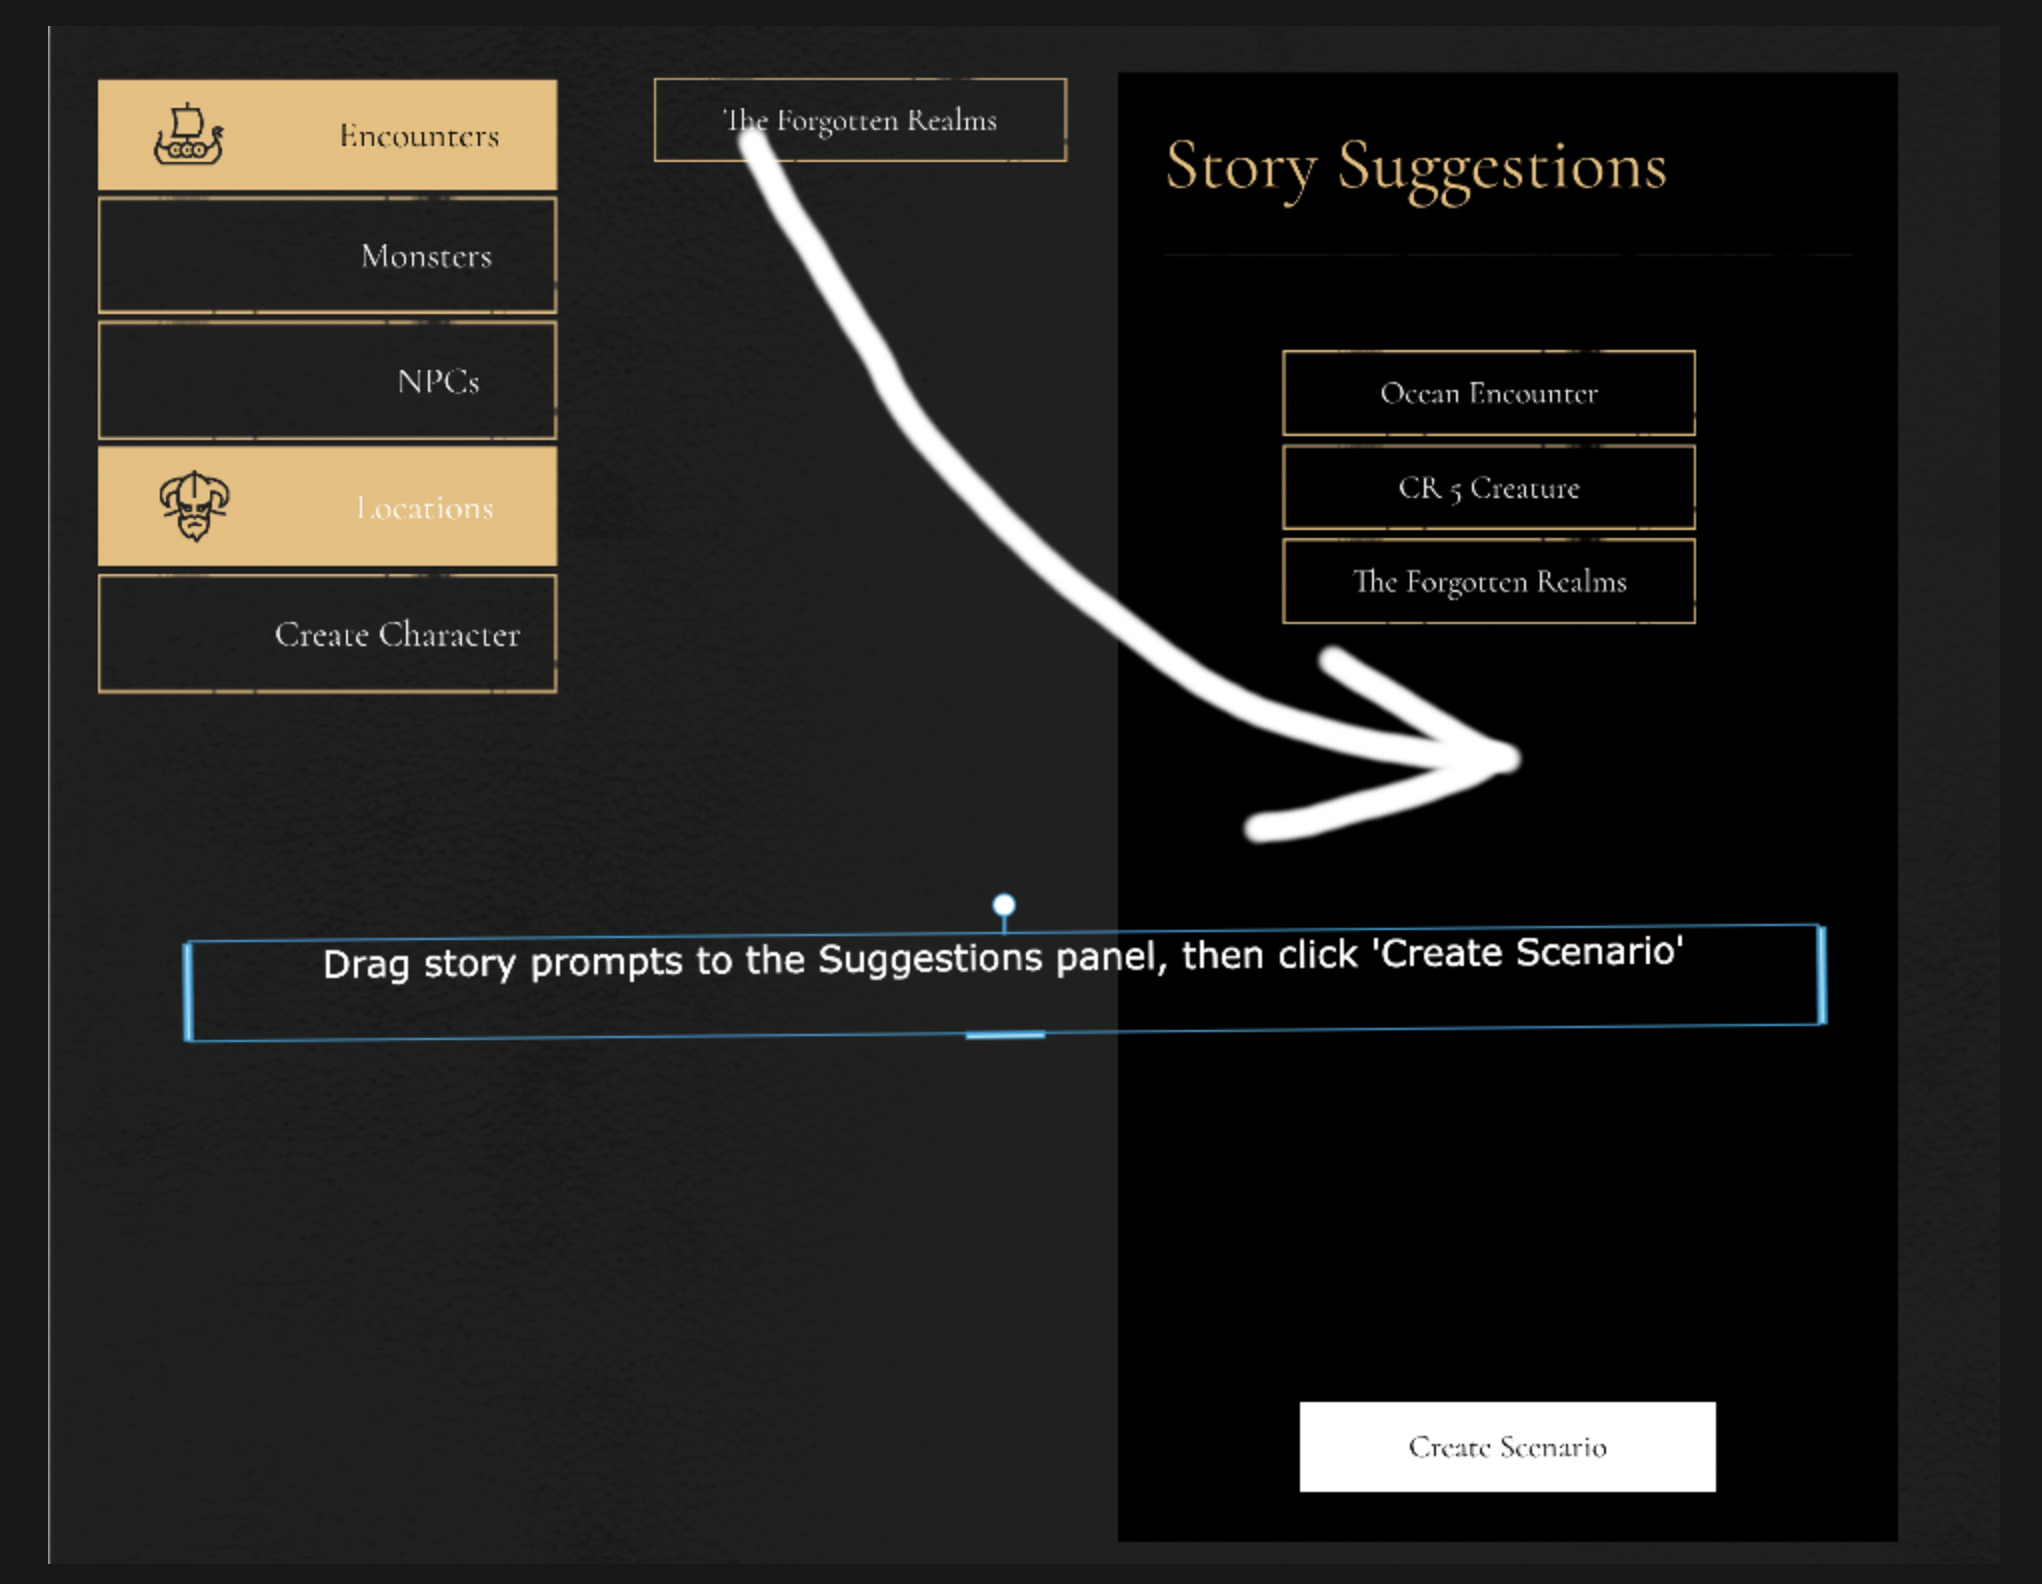 Encounters
Monsters
NPCs
Locations
Create Character
The Forgotten Realms
Story Suggestions
Ocean Encounter
CR 5 Creature
The Forgotten Realms
Drag story prompts to the Suggestions panel, then click 'Create Scenario'
Create Scenario